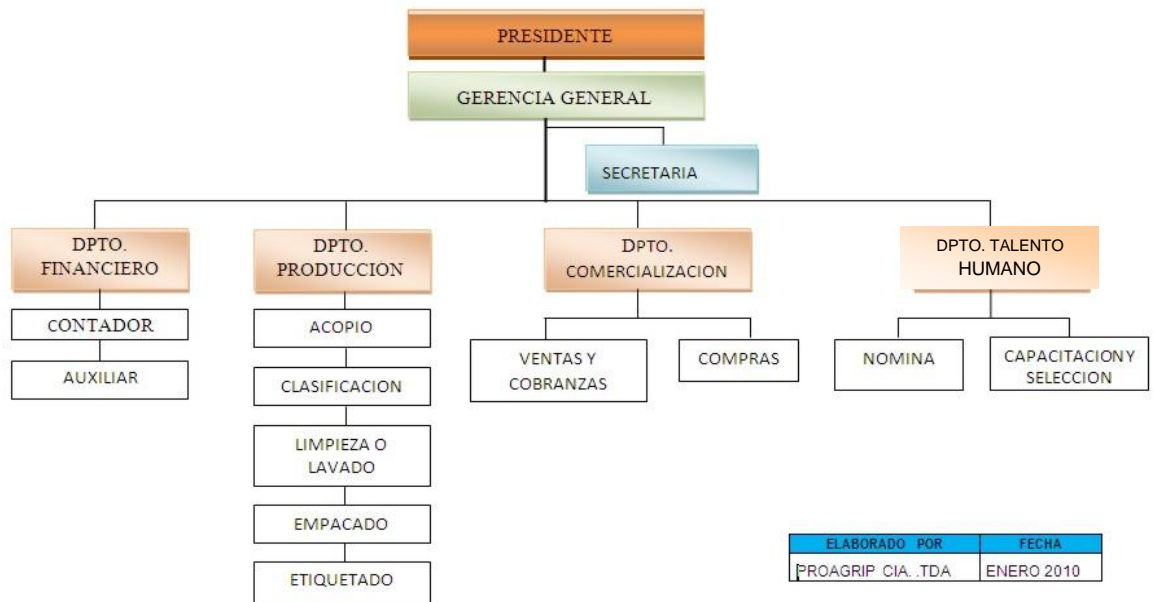 PRESIDENTE
GERENCIA GENERAL
SECRETARIA
DPTO.
FINANCIERO
DPTO.
PRODUCCIÓN
DPTO.
COMERCIALIZACION
DPTO. TALENTO
HUMANO
CONTADOR
AUXILIAR
ACOPIO
CLASIFICACION
LIMPIEZA O
LAVADO
EMPACADO
ETIQUETADO
VENTAS Y
COBRANZAS
COMPRAS
NOMINA
CAPACITACION Y
SELECCION
ELABORADO POR FECHA
PROAGRIP CIA. .TDA ENERO 2010